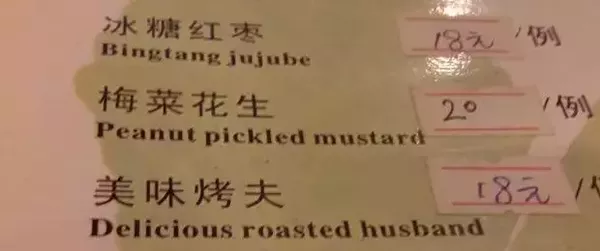 冰糖红枣 18元/例
Bingtang jujube
梅菜花生 20 /例
Peanut pickled mustard
美味烤夫 18元/
Delicious roasted husband